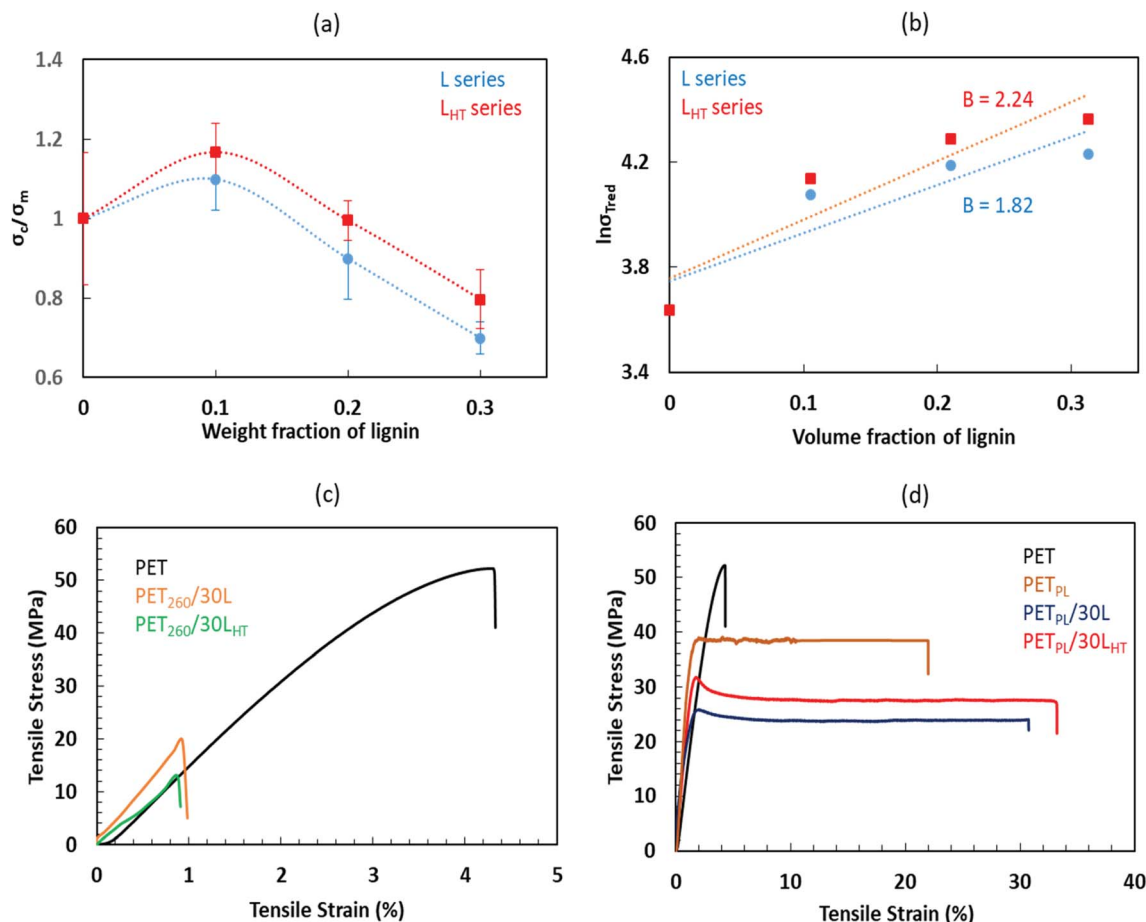 (a)
1.4
1.2
1
0.8
0.6
σc/σm
L series
LHT series
0
0.1
0.2
0.3
Weight fraction of lignin
(b)
4.6
4.2
3.8
3.4
lnσTred
L series
LHT series
B = 2.24
B = 1.82
0
0.1
0.2
0.3
Volume fraction of lignin
(c)
60
50
40
30
20
10
0
Tensile Stress (MPa)
PET
PET260/30L
PET260/30LHT
0
1
2
3
4
5
Tensile Strain (%)
(d)
60
50
40
30
20
10
0
Tensile Stress (MPa)
PET
PETPL
PETPL/30L
PETPL/30LHT
0
10
20
30
40
Tensile Strain (%)